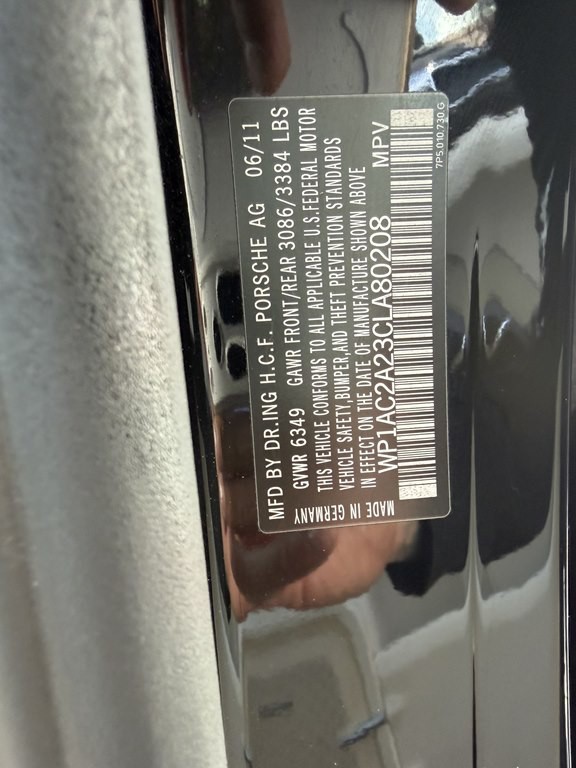 MFD BY DR.ING H.C.F. PORSCHE AG 06/11
GVWR 6349 GAWR FRONT/REAR 3086/3384 LBS
THIS VEHICLE CONFORMS TO ALL APPLICABLE U.S.FEDERAL MOTOR
VEHICLE SAFETY,BUMPER,AND THEFT PREVENTION STANDARDS
IN EFFECT ON THE DATE OF MANUFACTURE SHOWN ABOVE
WP1AC2A23CLA80208 MPV
MADE IN GERMANY
7P5.010.730.G